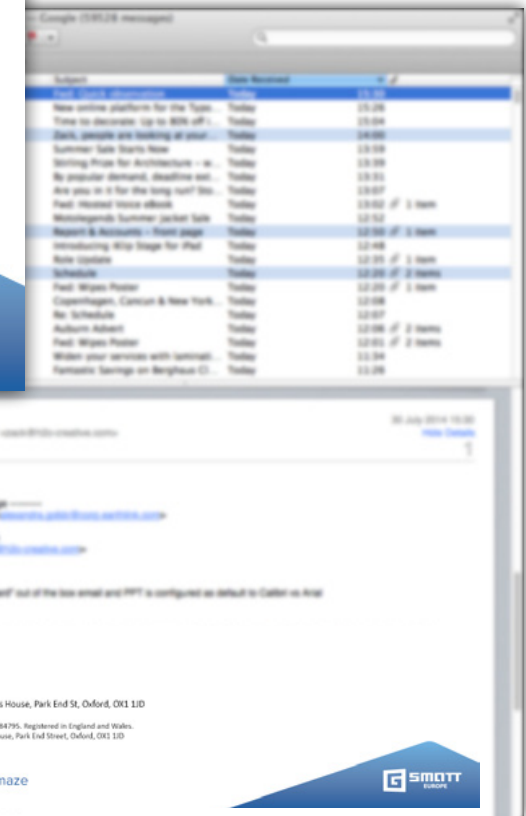 Google (59528 messages)
Subject Date Received
Fwd: Quick observation Today 15:30
New online platform for the Type... Today 15:26
Time to decorate: Up to 80% off ... Today 15:04
Zack, people are looking at your... Today 14:00
Summer Sale Starts Now Today 13:59
Stirling Prize for Architecture – w... Today 13:39
By popular demand, deadline ext... Today 13:31
Are you in it for the long run? Sto... Today 13:07
Fwd: Hosted Voice eBook Today 13:02 1 item
Motolegends Summer Jacket Sale Today 12:52
Report & Accounts – front page Today 12:50 1 item
Introducing Wip Stage for iPad Today 12:48
Role Update Today 12:35 1 item
Schedule Today 12:20 2 items
Fwd: Wipes Poster Today 12:20 1 item
Copenhagen, Cancun & New York... Today 12:08
Re: Schedule Today 12:07
Auburn Advert Today 12:06 2 items
Fwd: Wipes Poster Today 12:01 2 items
Widen your services with laminati... Today 11:34
Fantastic Savings on Berghaus Cl... Today 11:26
30 July 2014 15:30
Hide Details
1
out of the box email and PPT is configured as default to Calibri vs Arial
s House, Park End St, Oxford, OX1 1JD
84795. Registered in England and Wales.
use, Park End Street, Oxford, OX1 1JD
maze
G SMATT
EUROPE